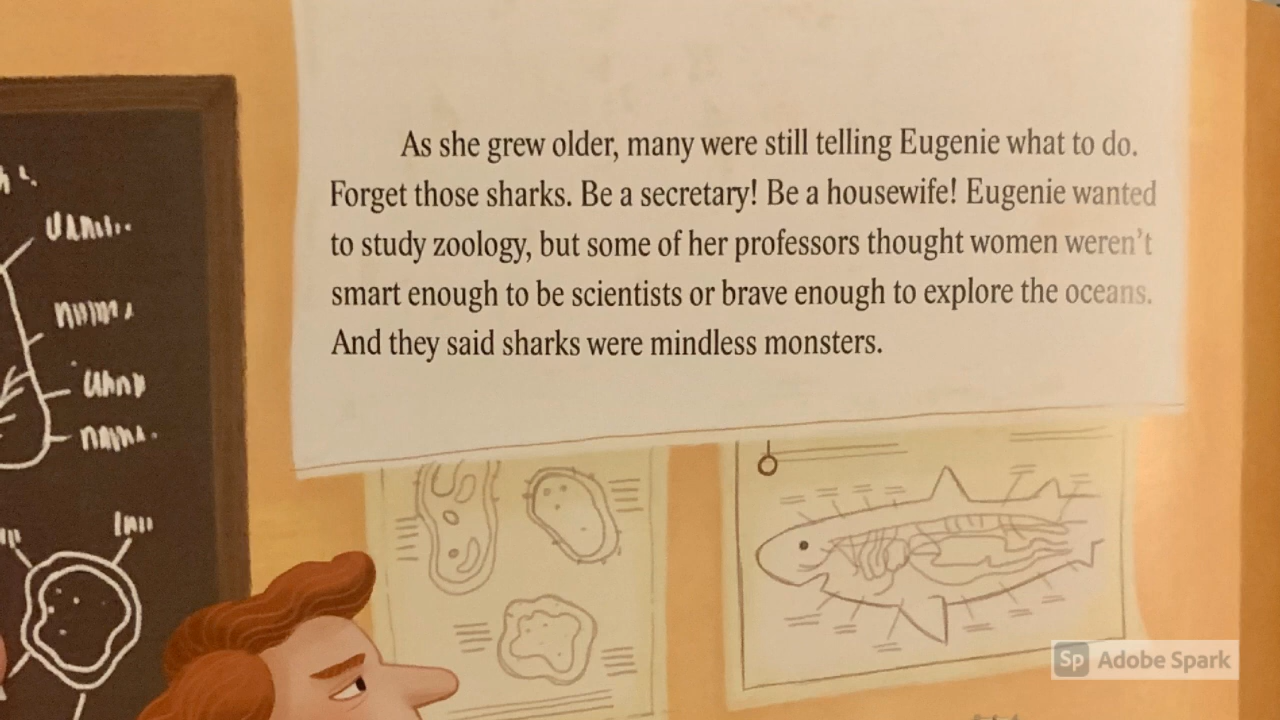 As she grew older, many were still telling Eugenie what to do.
Forget those sharks. Be a secretary! Be a housewife! Eugenie wanted
to study zoology, but some of her professors thought women weren't
smart enough to be scientists or brave enough to explore the oceans.
And they said sharks were mindless monsters.
Sp Adobe Spark